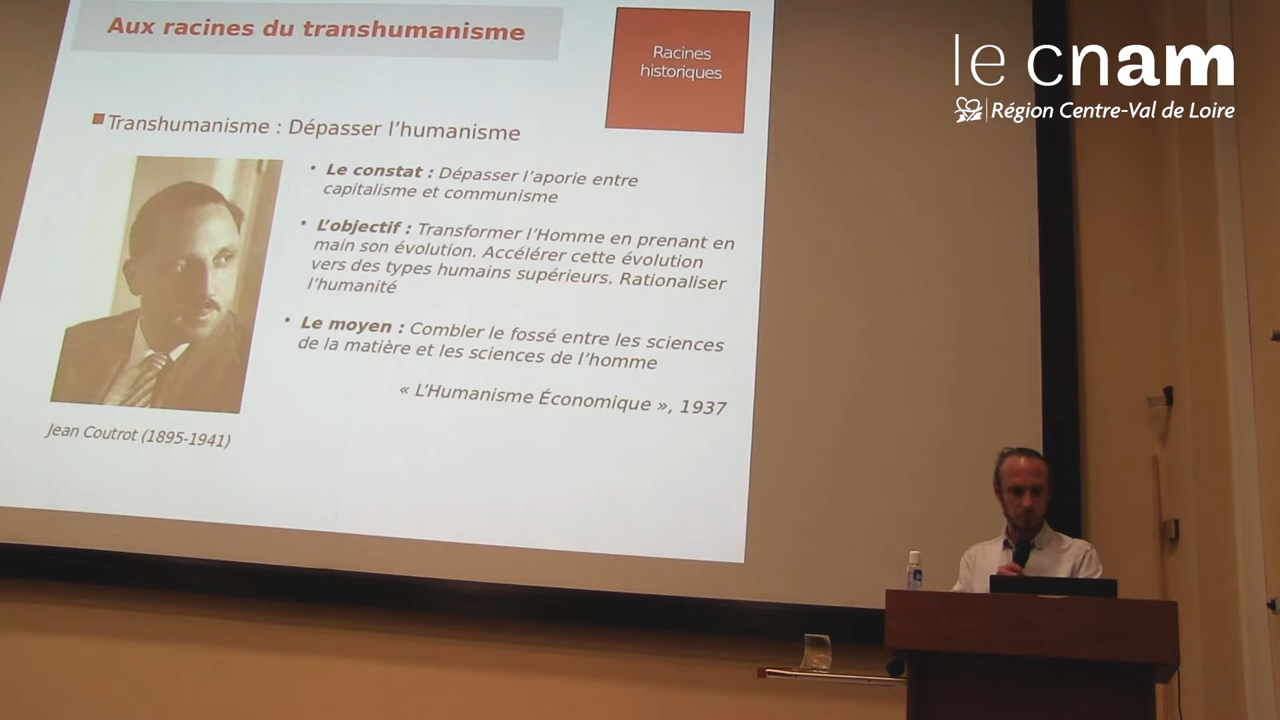 Aux racines du transhumanisme
Racines
historiques
le cnam
Région Centre-Val de Loire
Transhumanisme : Dépasser l'humanisme
• Le constat : Dépasser l'aporie entre
capitalisme et communisme
• L'objectif : Transformer l'Homme en prenant en
main son évolution. Accélérer cette évolution
vers des types humains supérieurs. Rationaliser
l'humanité
• Le moyen : Combler le fossé entre les sciences
de la matière et les sciences de l'homme
« L'Humanisme Économique », 1937
Jean Coutrot (1895-1941)